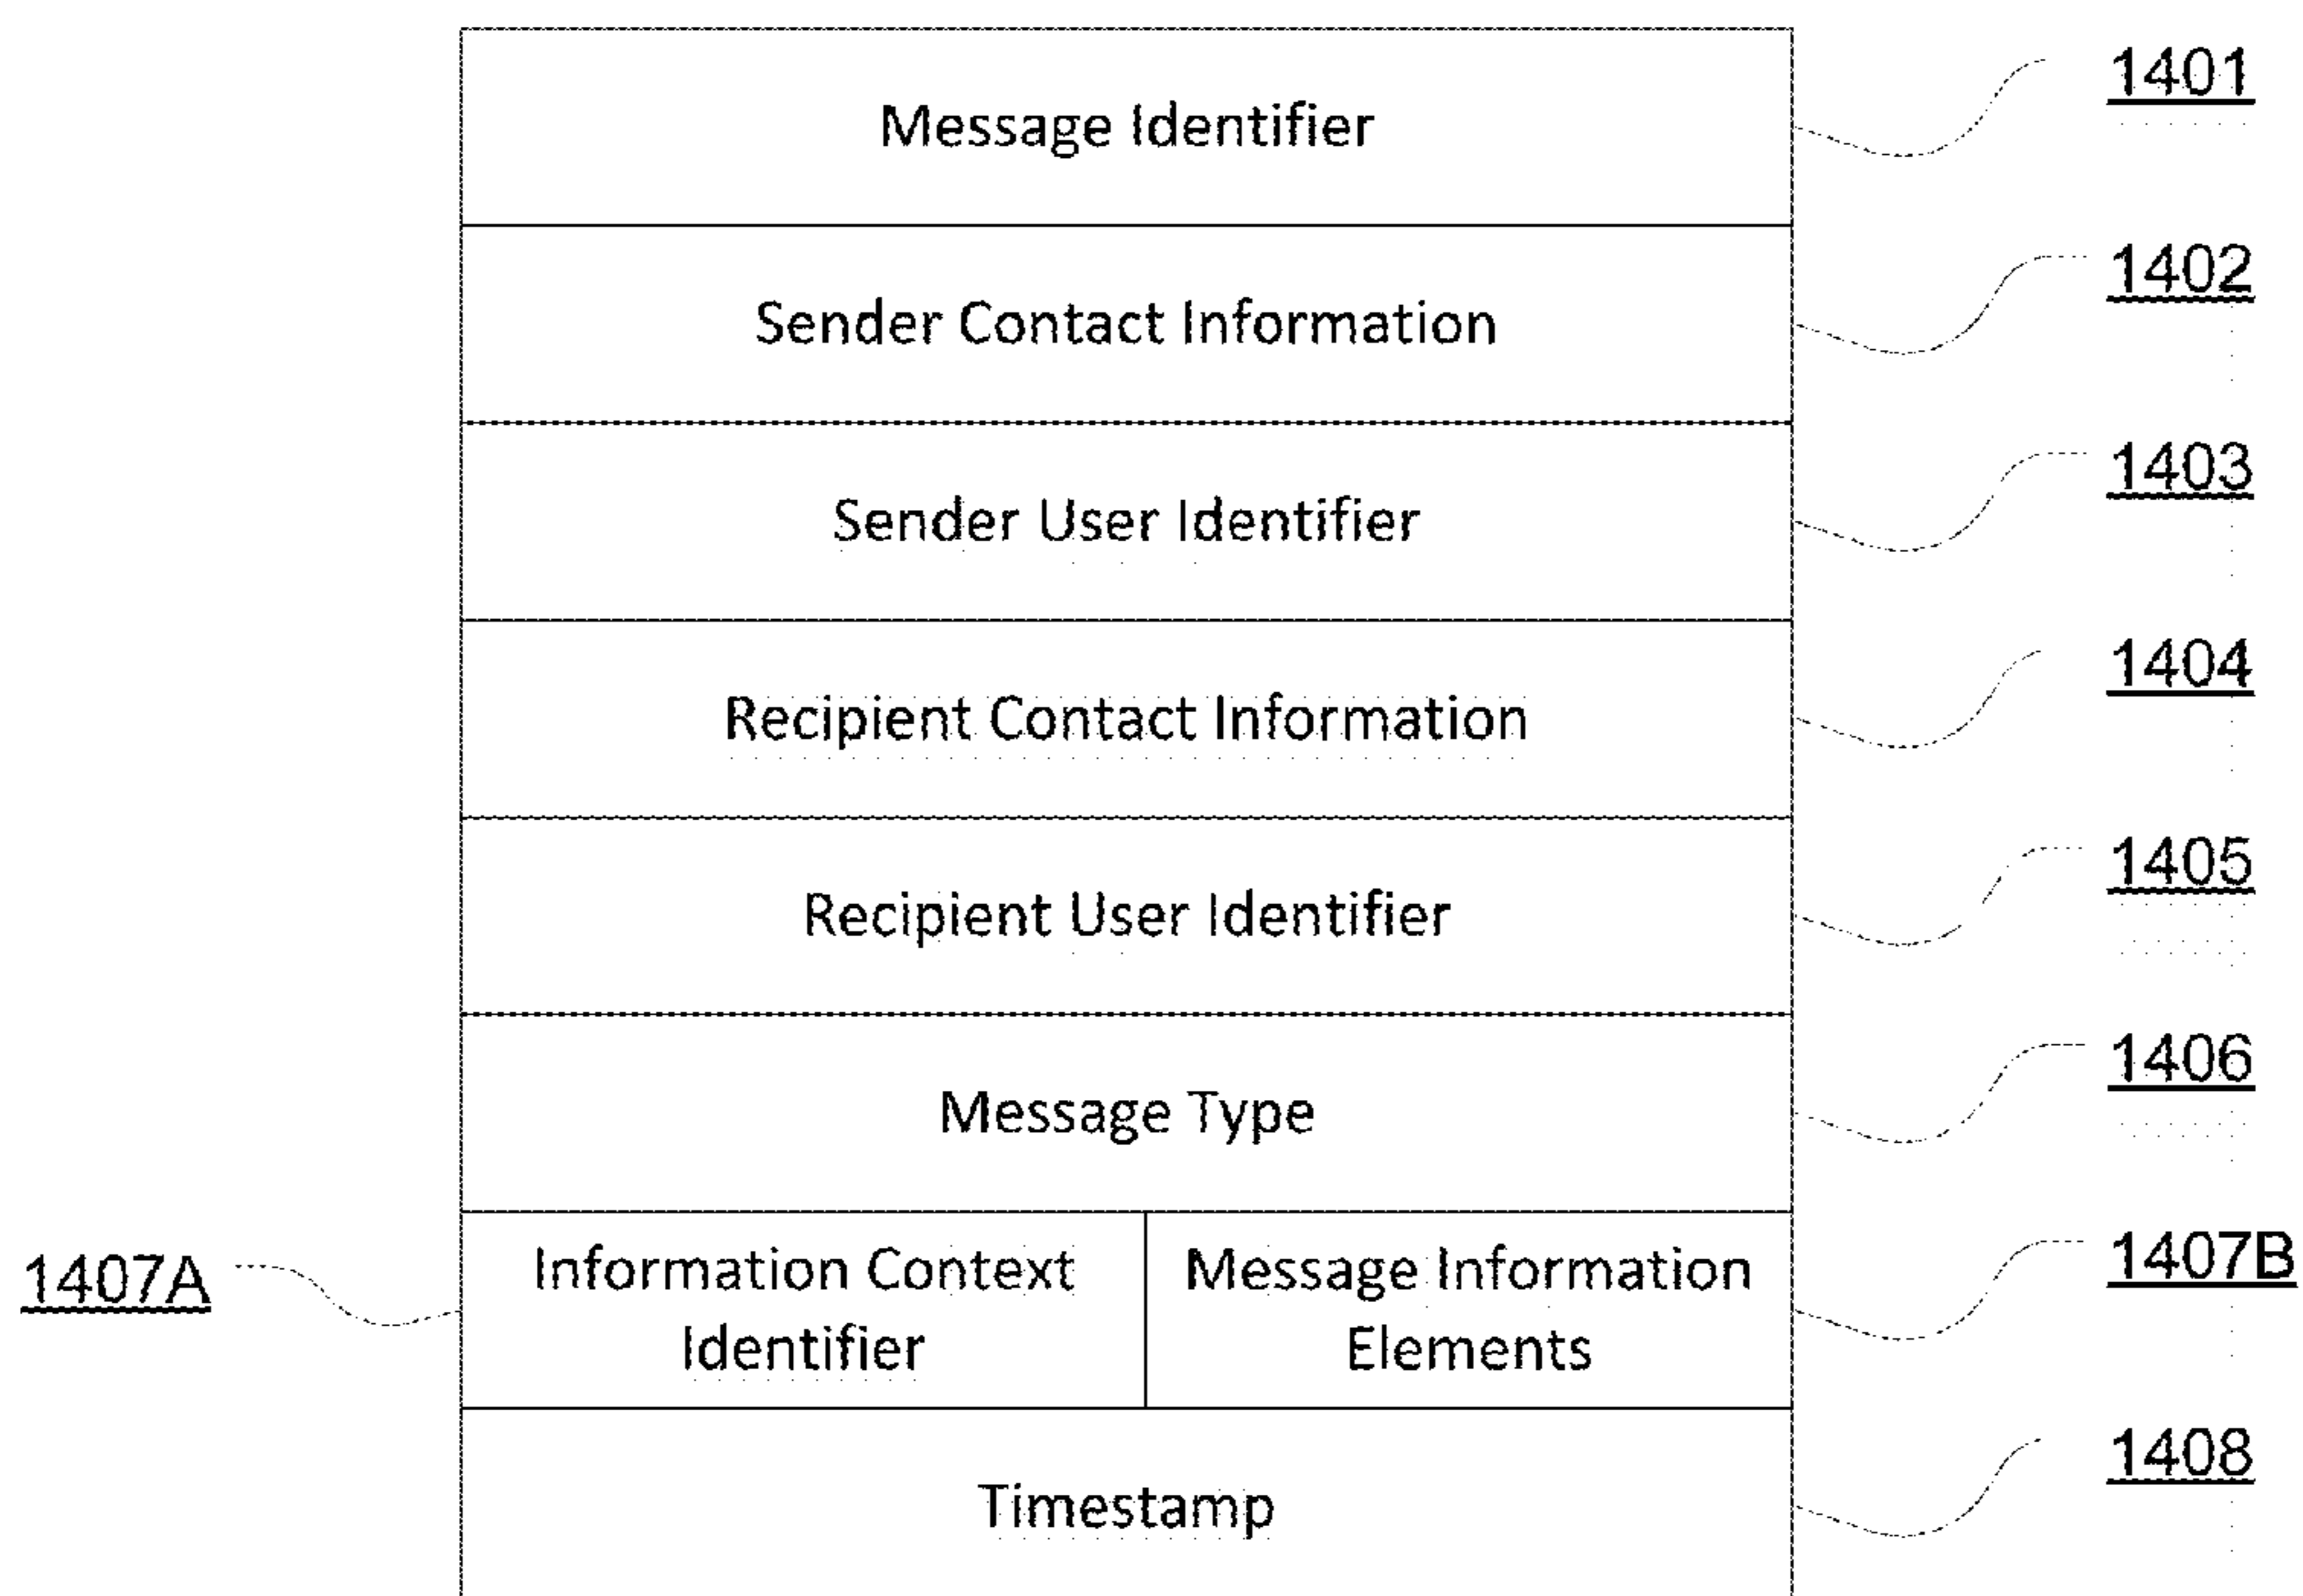 Message Identifier
1401
Sender Contact Information
1402
Sender User Identifier
1403
Recipient Contact Information
1404
Recipient User Identifier
1405
Message Type
1406
1407A
Information Context
Identifier
Message Information
Elements
1407B
Timestamp
1408